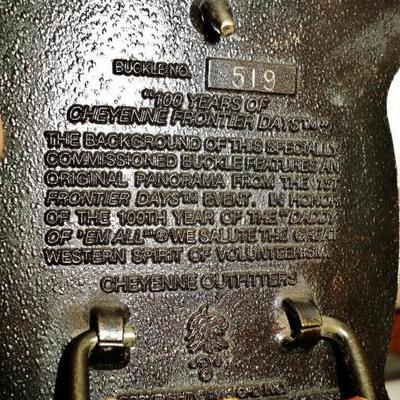 BUCKLE NO. 519
"100 YEARS OF
CHEYENNE FRONTIER DAYS™"
THE BACKGROUND OF THIS SPECIALLY
COMMISSIONED BUCKLE FEATURES AN
ORIGINAL PANORAMA FROM THE 1ST
FRONTIER DAYS™ EVENT. IN HONOR
OF THE 100TH YEAR OF THE "DADDY
OF 'EM ALL"® WE SALUTE THE GREAT
WESTERN SPIRIT OF VOLUNTEERISM.
CHEYENNE OUTFITTERS